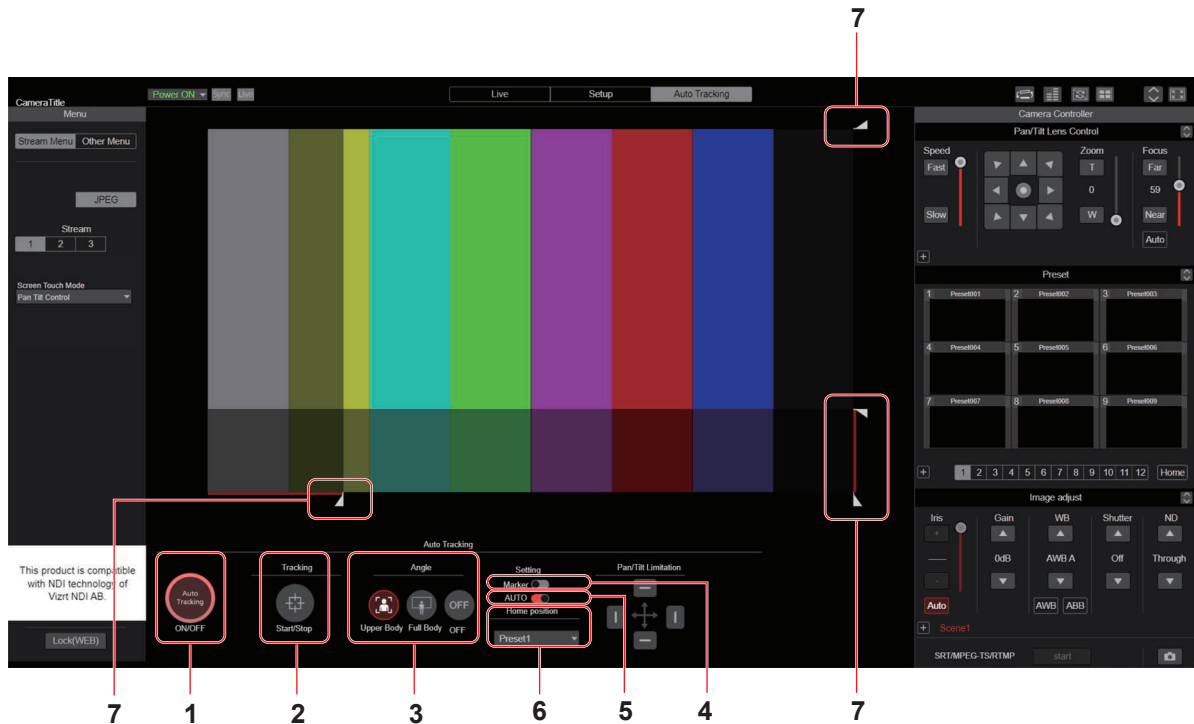 7
CameraTitle
Power ON Sync Live
Live Setup Auto Tracking
Menu
Stream Menu Other Menu
JPEG
Stream
1 2 3
Screen Touch Mode
Pan Tilt Control
This product is compatible
with NDI technology of
Vizrt NDI AB.
Lock(WEB)
Auto Tracking
Auto
Tracking
ON/OFF
Tracking
Start/Stop
Angle
OFF
Upper Body Full Body OFF
Setting
Marker
AUTO
Home position
Preset1
Pan/Tilt Limitation
Camera Controller
Pan/Tilt Lens Control
Speed Zoom Focus
Fast T Far
0 59
Slow W Near
Auto
+
Preset
1 Preset001 2 Preset002 3 Preset003
4 Preset004 5 Preset005 6 Preset006
7 Preset007 8 Preset008 9 Preset009
+ 1 2 3 4 5 6 7 8 9 10 11 12 Home
Image adjust
Iris Gain WB Shutter ND
+
0dB AWB A Off Through
-
Auto AWB ABB
+ Scene1
SRT/MPEG-TS/RTMP start
7 1 2 3 6 5 4 7